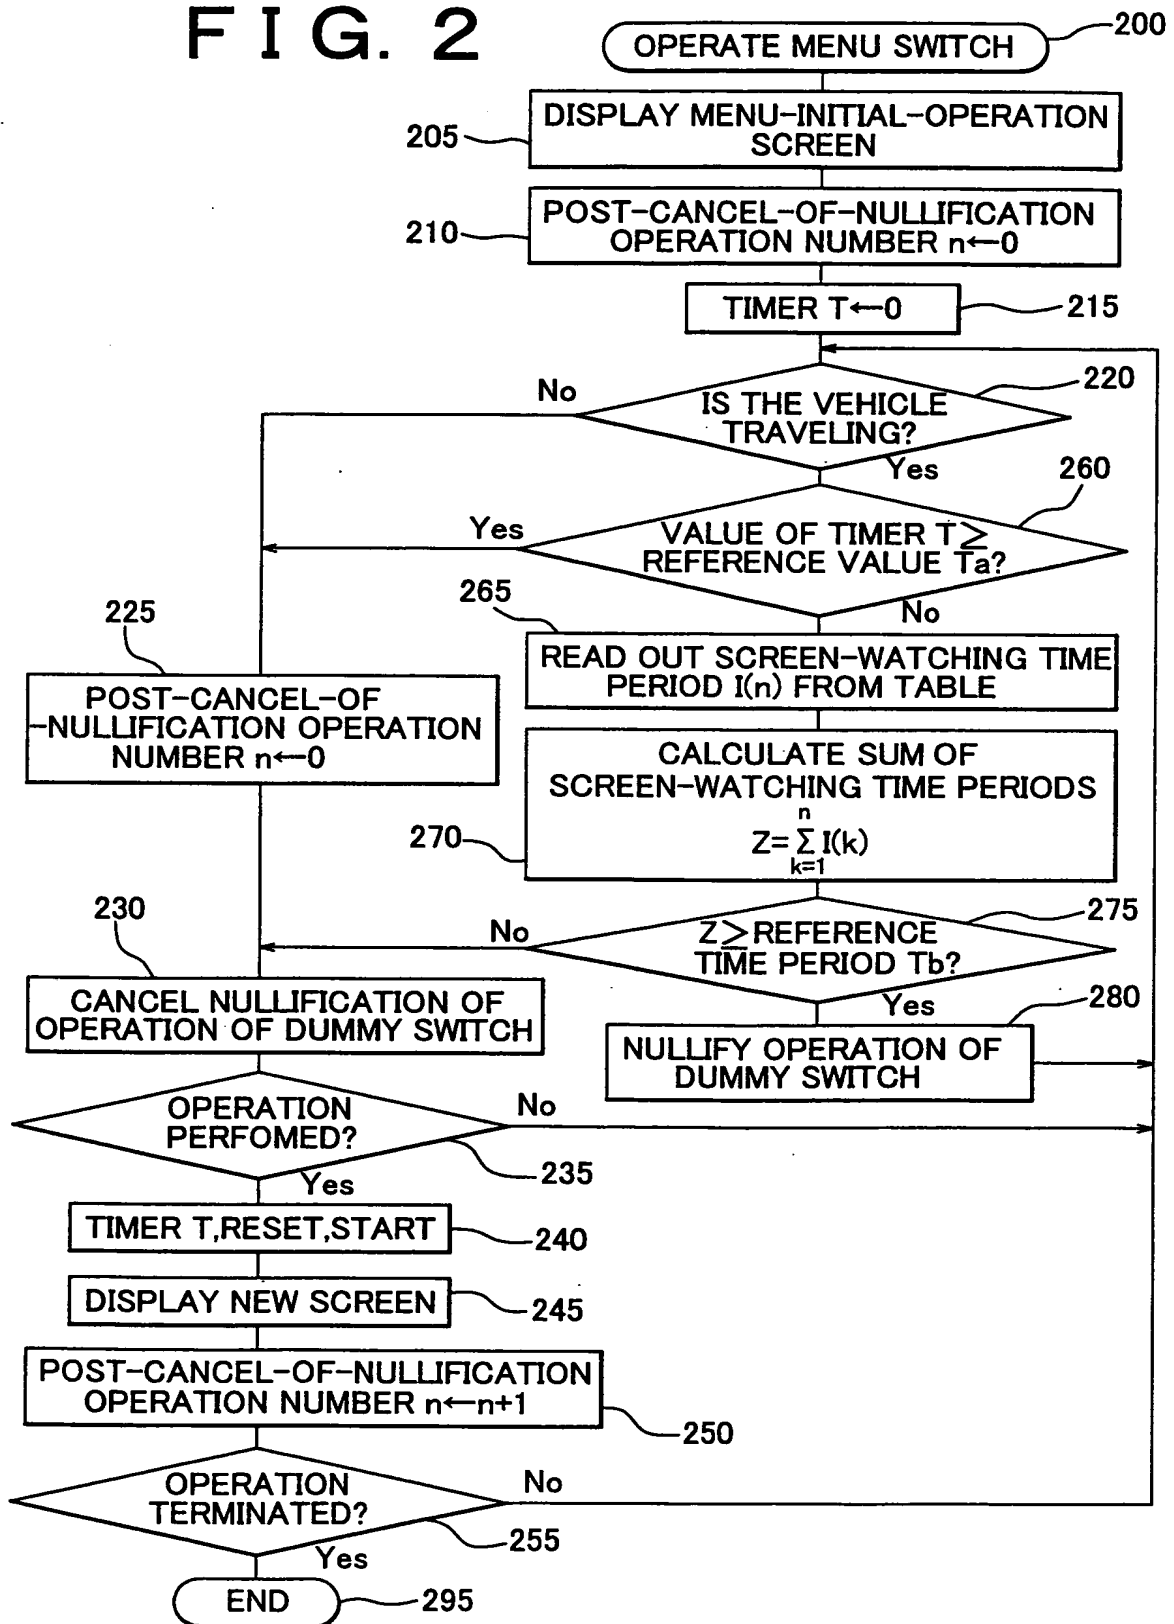 FIG. 2
OPERATE MENU SWITCH
200
DISPLAY MENU-INITIAL-OPERATION
SCREEN
205
POST-CANCEL-OF-NULLIFICATION
OPERATION NUMBER n←0
210
TIMER T←0
215
IS THE VEHICLE
TRAVELING?
220
No
Yes
VALUE OF TIMER T≧
REFERENCE VALUE Ta?
260
Yes
No
265
READ OUT SCREEN-WATCHING TIME
PERIOD I(n) FROM TABLE
225
POST-CANCEL-OF
-NULLIFICATION OPERATION
NUMBER n←0
CALCULATE SUM OF
SCREEN-WATCHING TIME PERIODS
n
Z=Σ I(k)
k=1
270
Z≧REFERENCE
TIME PERIOD Tb?
275
No
Yes
230
CANCEL NULLIFICATION OF
OPERATION OF DUMMY SWITCH
NULLIFY OPERATION OF
DUMMY SWITCH
280
OPERATION
PERFOMED?
No
235
Yes
TIMER T,RESET,START
240
DISPLAY NEW SCREEN
245
POST-CANCEL-OF-NULLIFICATION
OPERATION NUMBER n←n+1
250
OPERATION
TERMINATED?
No
255
Yes
END
295